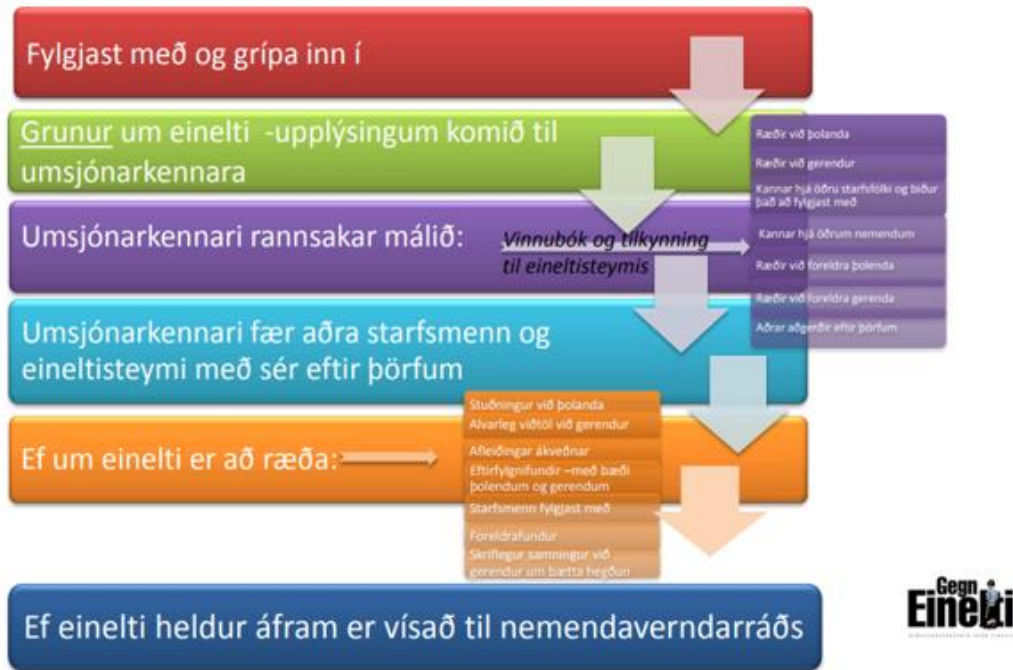 Fylgjast með og grípa inn í
Grunur um einelti -upplýsingum komið til
umsjónarkennara
Umsjónarkennari rannsakar málið:
Vinnubók og tilkynning
til eineltisteymis
Ræðir við þolanda
Ræðir við gerendur
Kannar hjá öðru starfsfólki og biður
það að fylgjast með
Kannar hjá öðrum nemendum
Ræðir við foreldra þolenda
Ræðir við foreldra gerenda
Aðrar aðgerðir eftir þörfum
Umsjónarkennari fær aðra starfsmenn og
eineltisteymi með sér eftir þörfum
Ef um einelti er að ræða:
Stuðningur við þolanda
Alvarleg viðtöl við gerendur
Afleiðingar ákveðnar
Eftirfylgnifundir –með bæði
þolendum og gerendum
Starfsmenn fylgjast með
Foreldrafundur
Skriflegur samningur við
gerendur um bætta hegðun
Ef einelti heldur áfram er vísað til nemendaverndarráðs
Gegn
Einelti